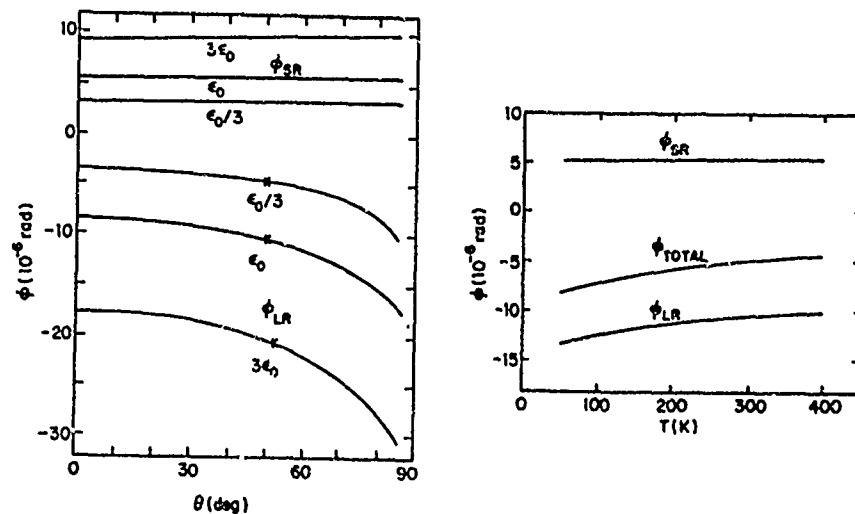 10
0
-10
-20
-30
ϕ (10⁻⁶ rad)
3ϵ₀
ϕSR
ϵ₀
ϵ₀/3
ϵ₀/3
ϵ₀
ϕLR
3ϵ₀
0 30 60 90
θ (deg)
10
5
0
-5
-10
-15
ϕ (10⁻⁶ rad)
ϕSR
ϕTOTAL
ϕLR
0 100 200 300 400
T (K)